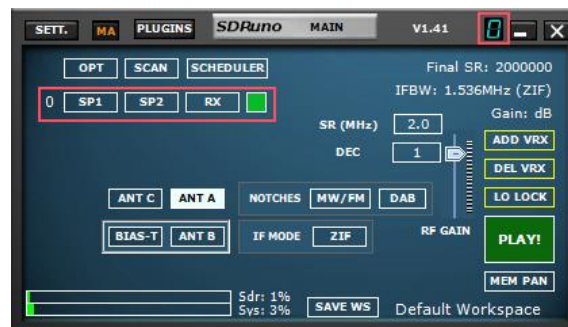 SETT. MA PLUGINS SDRuno MAIN V1.41 0
OPT SCAN SCHEDULER Final SR: 2000000
IFBW: 1.536MHz (ZIF)
0 SP1 SP2 RX Gain: dB
SR (MHz) 2.0 ADD VRX
DEC 1 DEL VRX
ANT C ANT A NOTCHES MW/FM DAB LO LOCK
BIAS-T ANT B IF MODE ZIF RF GAIN PLAY!
MEM PAN
Sdr: 1%
Sys: 3% SAVE WS Default Workspace